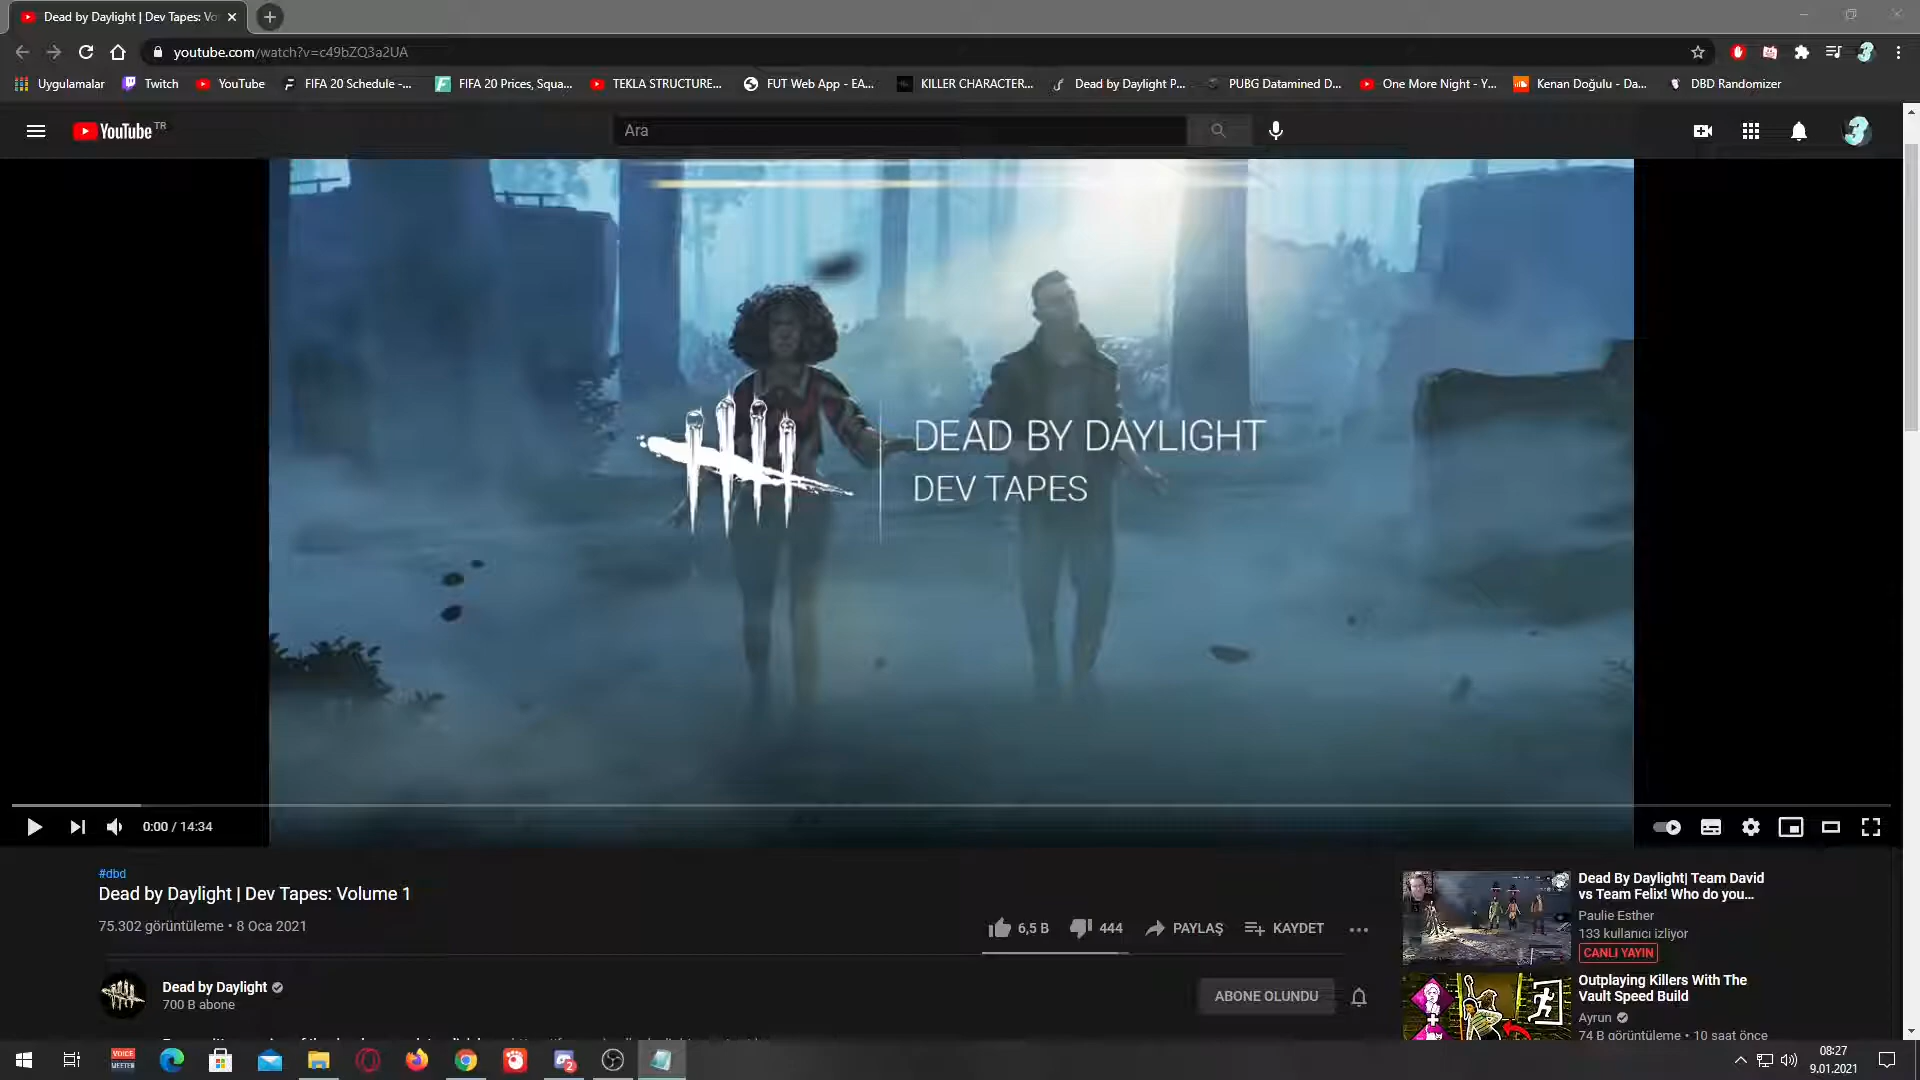 Dead by Daylight | Dev Tapes: Vo
youtube.com/watch?v=c49bZQ3a2UA
Uygulamalar
Twitch
YouTube
FIFA 20 Schedule -...
FIFA 20 Prices, Squa...
TEKLA STRUCTURE...
FUT Web App - EA...
KILLER CHARACTER...
Dead by Daylight P...
PUBG Datamined D...
One More Night - Y...
Kenan Doğulu - Da...
DBD Randomizer
YouTube TR
Ara
DEAD BY DAYLIGHT
DEV TAPES
0:00 / 14:34
#dbd
Dead by Daylight | Dev Tapes: Volume 1
75.302 görüntüleme • 8 Oca 2021
6,5 B
444
PAYLAŞ
KAYDET
Dead by Daylight
700 B abone
ABONE OLUNDU
Dead By Daylight| Team David
vs Team Felix! Who do you...
Paulie Esther
133 kullanıcı izliyor
CANLI YAYIN
Outplaying Killers With The
Vault Speed Build
Ayrun
74 B görüntüleme • 10 saat önce
VOICE
MEETER
2
08:27
9.01.2021